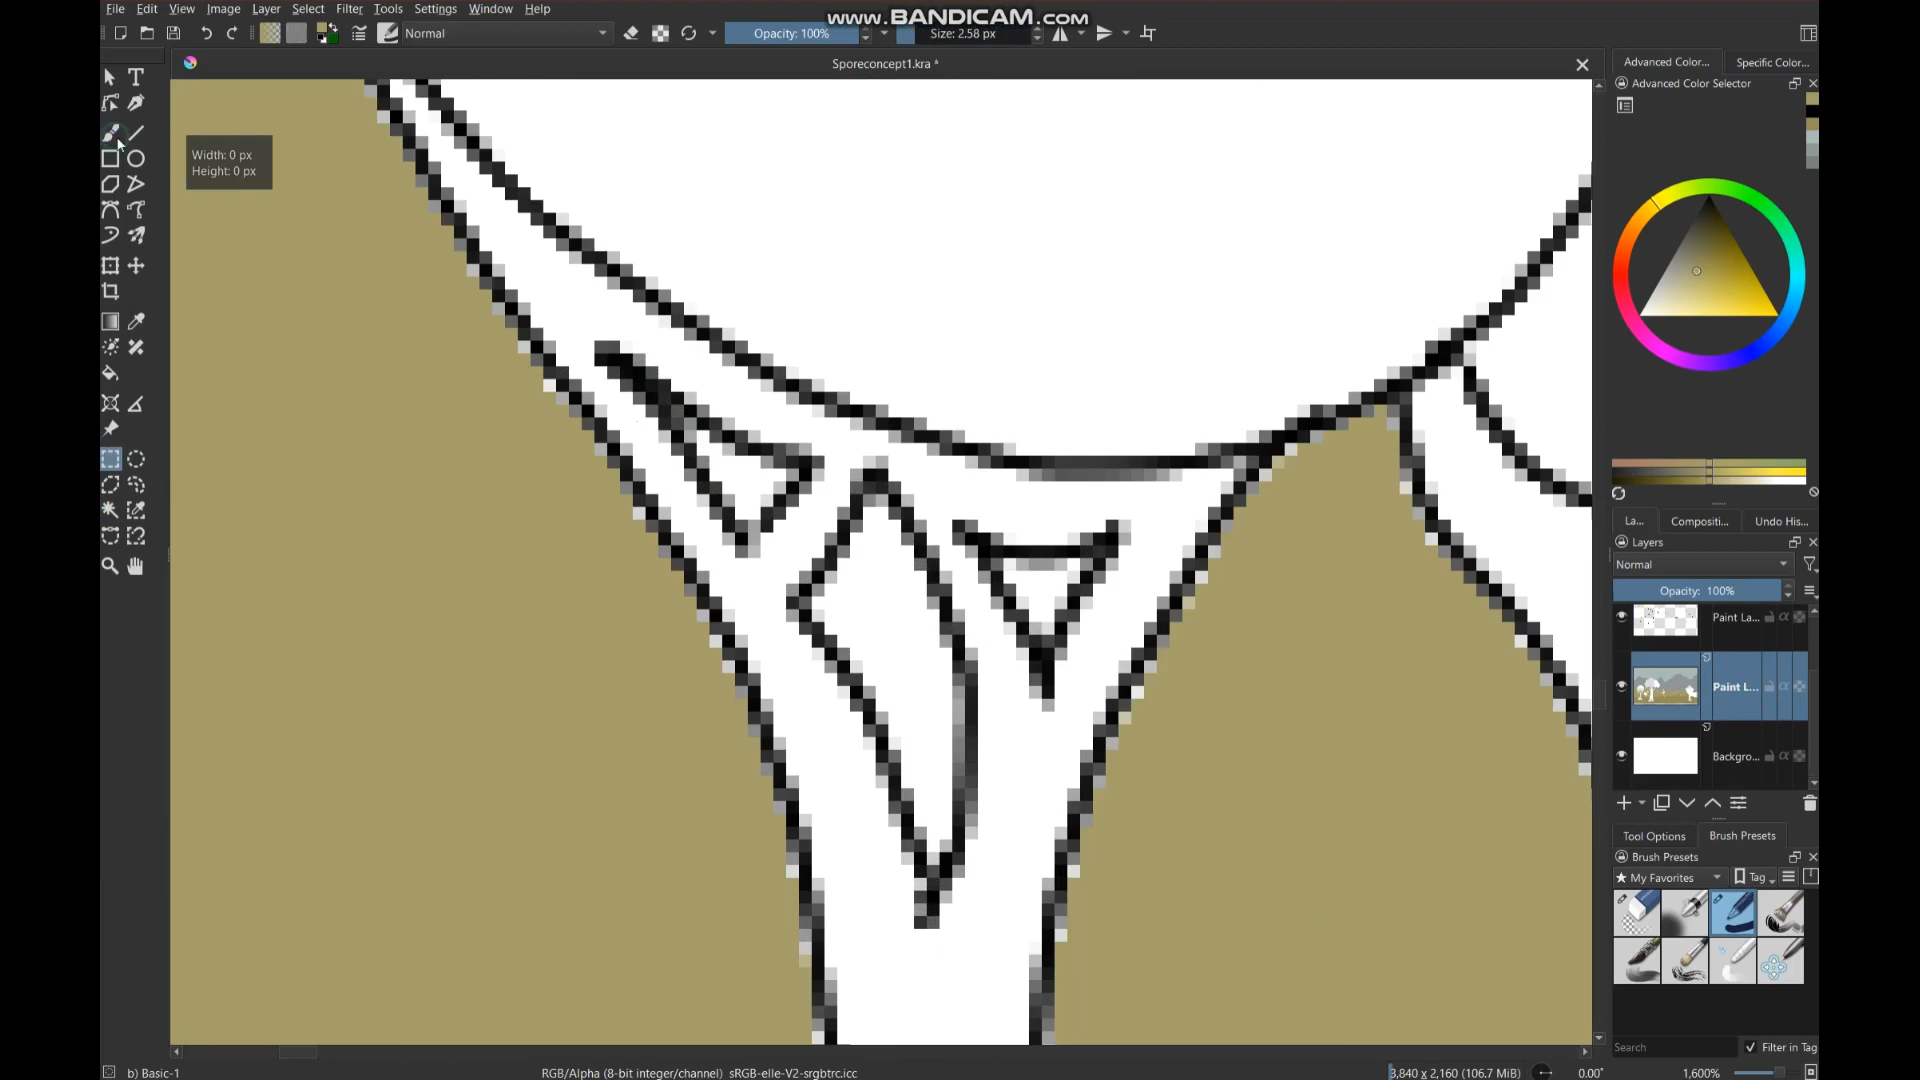 File Edit View Image Layer Select Filter Tools Settings Window Help
www.BANDICAM.com
Normal
Opacity: 100%
Size: 2.58 px
Sporeconcept1.kra *
Width: 0 px
Height: 0 px
Advanced Color...
Specific Color...
Advanced Color Selector
La...
Compositi...
Undo His...
Layers
Normal
Opacity: 100%
Paint La...
Paint L...
Backgro...
Tool Options
Brush Presets
Brush Presets
My Favorites
Tag
Search
Filter in Tag
b) Basic-1
RGB/Alpha (8-bit integer/channel) sRGB-elle-V2-srgbtrc.icc
3,840 x 2,160 (106.7 MiB)
0.00°
1,600%